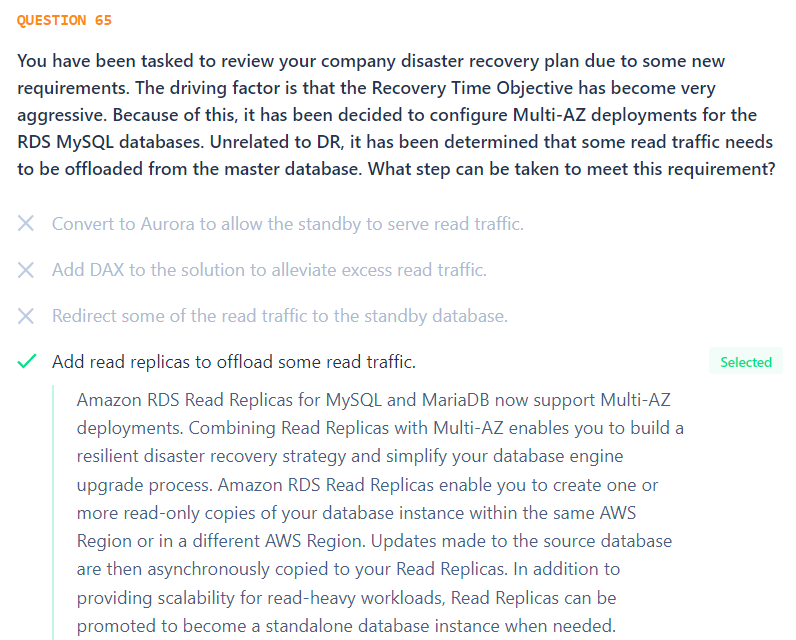 QUESTION 65
You have been tasked to review your company disaster recovery plan due to some new
requirements. The driving factor is that the Recovery Time Objective has become very
aggressive. Because of this, it has been decided to configure Multi-AZ deployments for the
RDS MySQL databases. Unrelated to DR, it has been determined that some read traffic needs
to be offloaded from the master database. What step can be taken to meet this requirement?
Convert to Aurora to allow the standby to serve read traffic.
Add DAX to the solution to alleviate excess read traffic.
Redirect some of the read traffic to the standby database.
Add read replicas to offload some read traffic.
Selected
Amazon RDS Read Replicas for MySQL and MariaDB now support Multi-AZ
deployments. Combining Read Replicas with Multi-AZ enables you to build a
resilient disaster recovery strategy and simplify your database engine
upgrade process. Amazon RDS Read Replicas enable you to create one or
more read-only copies of your database instance within the same AWS
Region or in a different AWS Region. Updates made to the source database
are then asynchronously copied to your Read Replicas. In addition to
providing scalability for read-heavy workloads, Read Replicas can be
promoted to become a standalone database instance when needed.